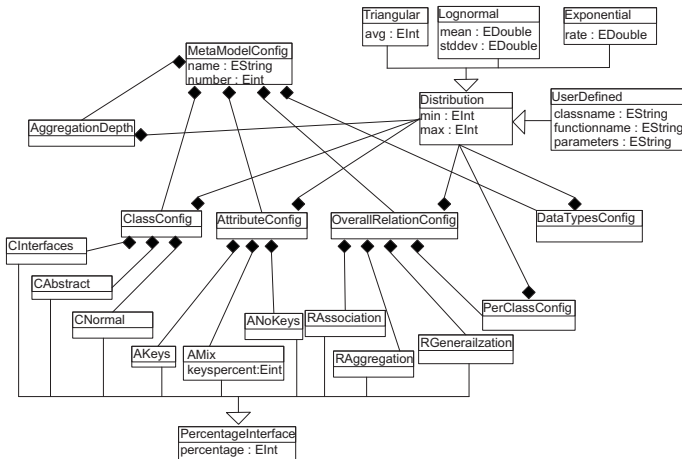 Triangular
avg : EInt
Lognormal
mean : EDouble
stddev : EDouble
Exponential
rate : EDouble
MetaModelConfig
name : EString
number : Eint
Distribution
min : EInt
max : EInt
UserDefined
classname : EString
functionname : EString
parameters : EString
AggregationDepth
ClassConfig
AttributeConfig
OverallRelationConfig
DataTypesConfig
CInterfaces
CAbstract
CNormal
AKeys
AMix
keyspercent:Eint
ANoKeys
RAssociation
RAggregation
RGenerailzation
PerClassConfig
PercentageInterface
percentage : EInt